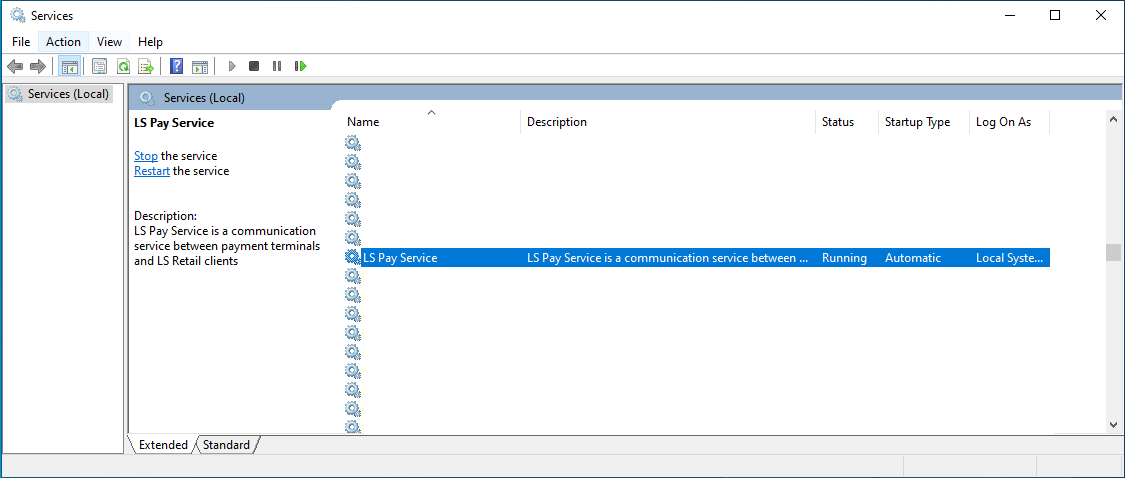 Services
File Action View Help
Services (Local)
Services (Local)
LS Pay Service
Stop the service
Restart the service
Description:
LS Pay Service is a communication
service between payment terminals
and LS Retail clients
Name Description Status Startup Type Log On As
LS Pay Service LS Pay Service is a communication service between ... Running Automatic Local Syste...
Extended Standard